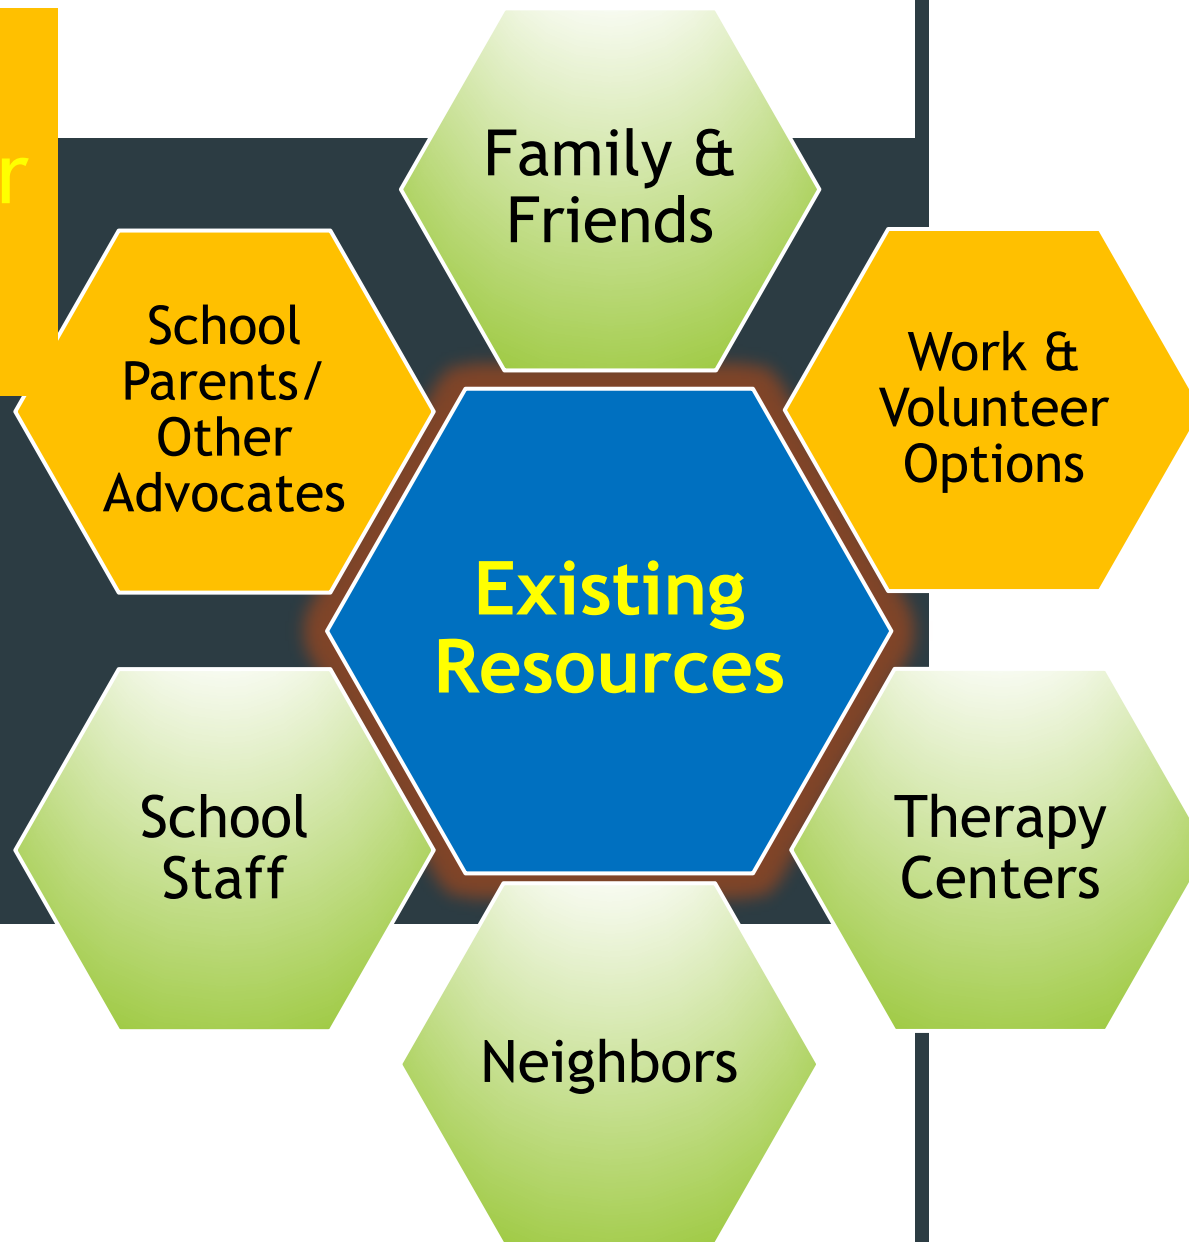 r
Family &
Friends
School
Parents/
Other
Advocates
Work &
Volunteer
Options
Existing
Resources
School
Staff
Therapy
Centers
Neighbors